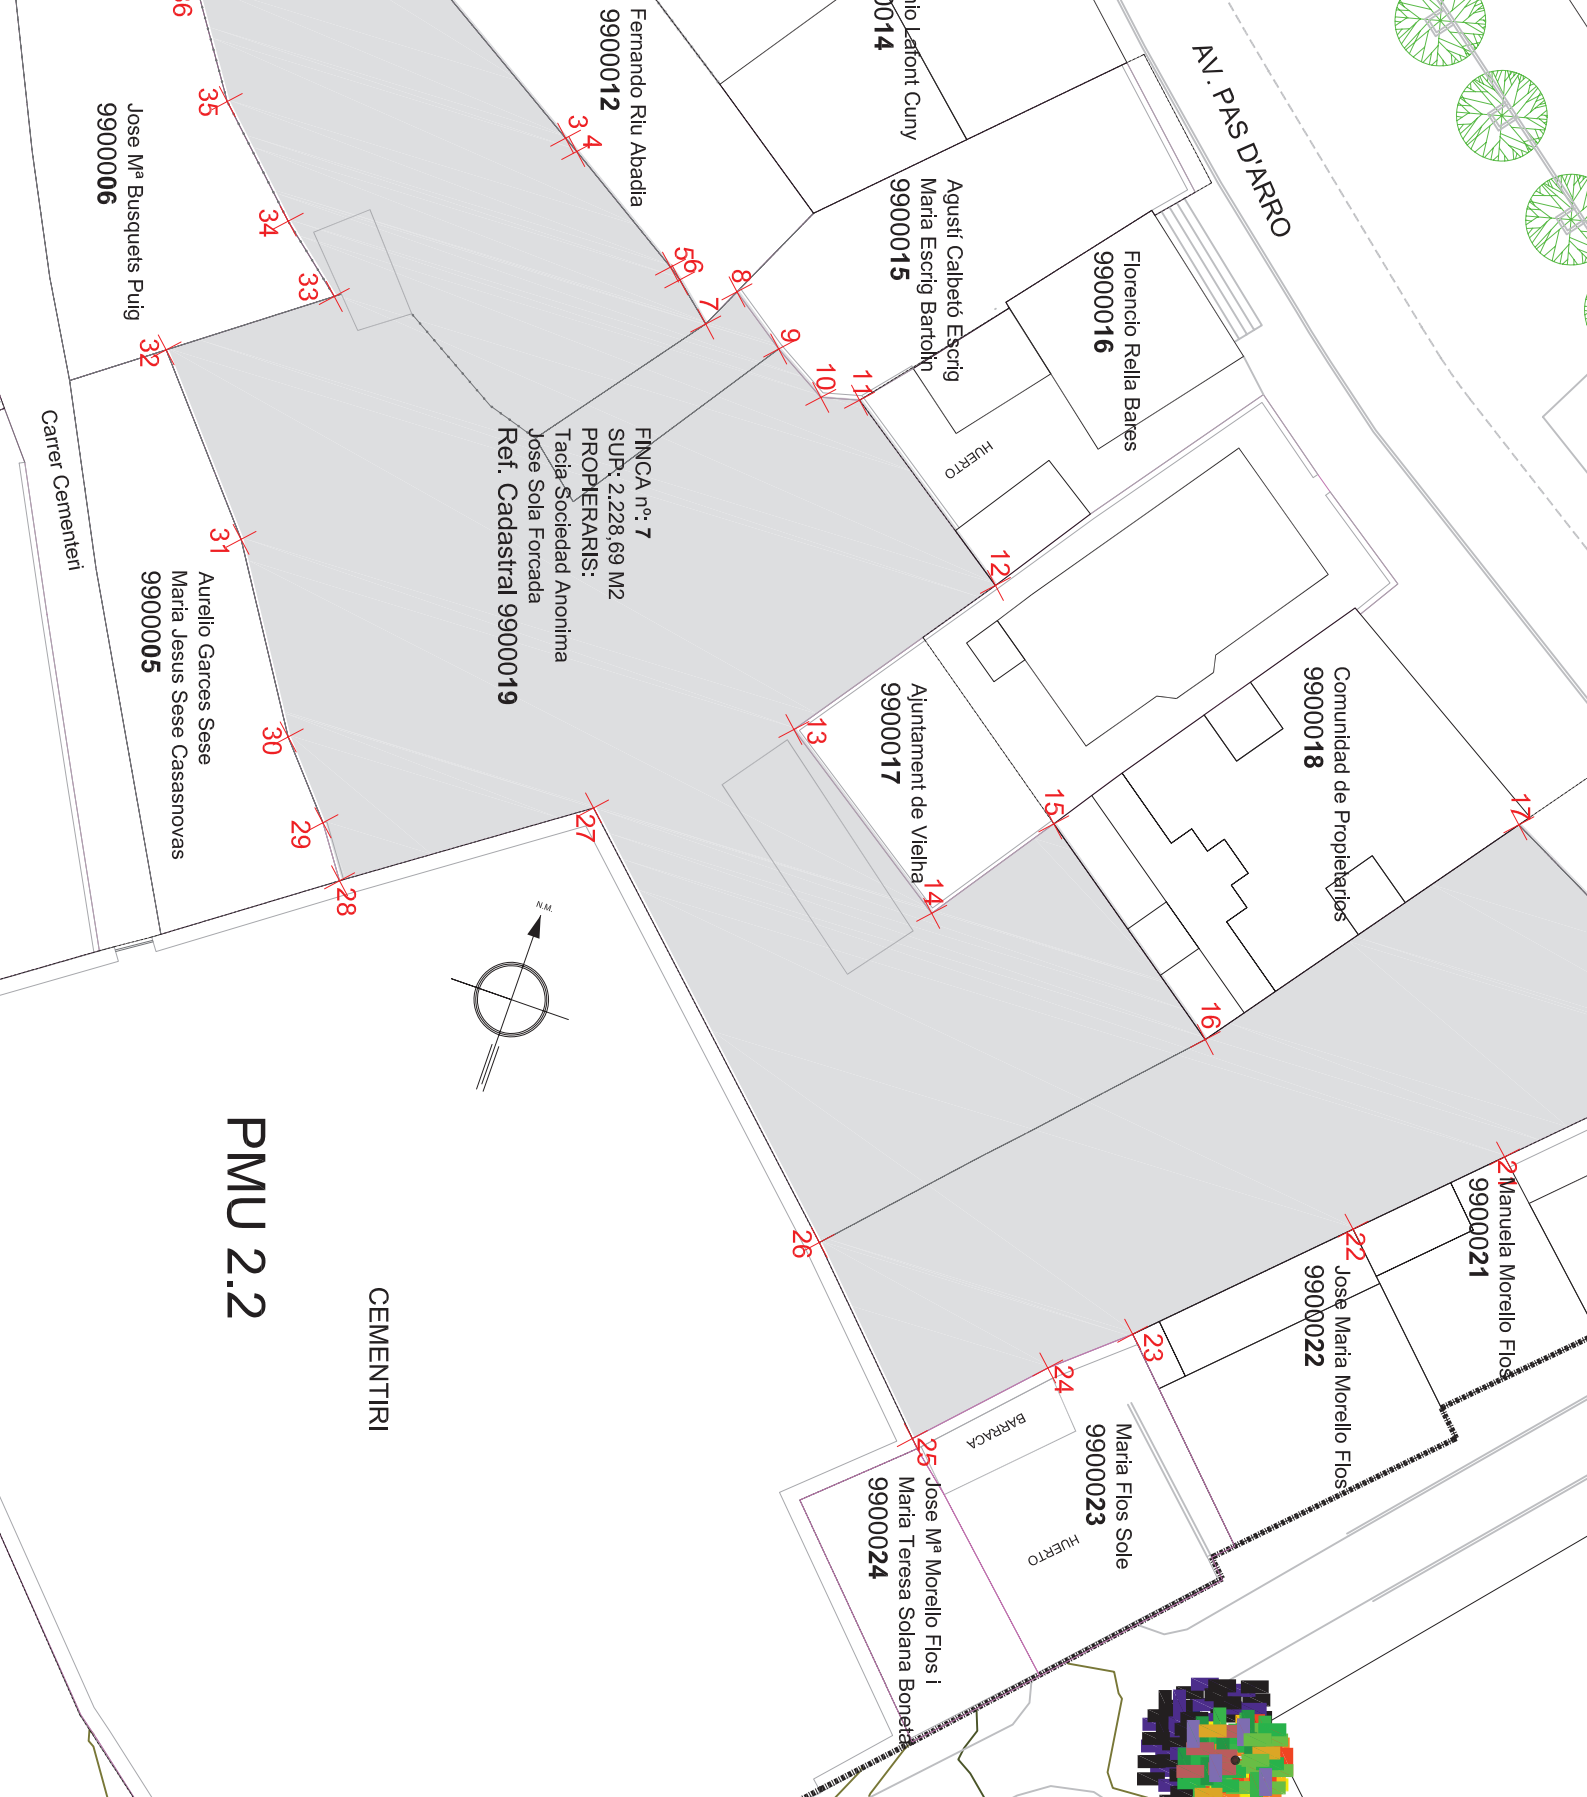 AV. PAS D'ARRO
0014
Fernando Riu Abadia
9900012
Agustí Calbetó Escrig
Maria Escrig Bartolin
9900015
Florencio Rella Bares
9900016
HUERTO
Jose Mª Busquets Puig
9900006
Carrer Cementeri
Aurelio Garces Sese
Maria Jesus Sese Casasnovas
9900005
FINCA nº: 7
SUP: 2.228,69 M2
PROPIERARIS:
Tacia Sociedad Anonima
Jose Sola Forcada
Ref. Cadastral 9900019
Ajuntament de Vielha
9900017
Comunidad de Propietarios
9900018
Manuela Morello Flos
9900021
Jose Maria Morello Flos
9900022
Maria Flos Sole
9900023
BARRACA
HUERTO
Jose Mª Morello Flos i
Maria Teresa Solana Boneta
9900024
N.M.
PMU 2.2
CEMENTIRI
3
4
5
6
7
8
9
10
11
12
13
14
15
16
17
21
22
23
24
25
26
27
28
29
30
31
32
33
34
35